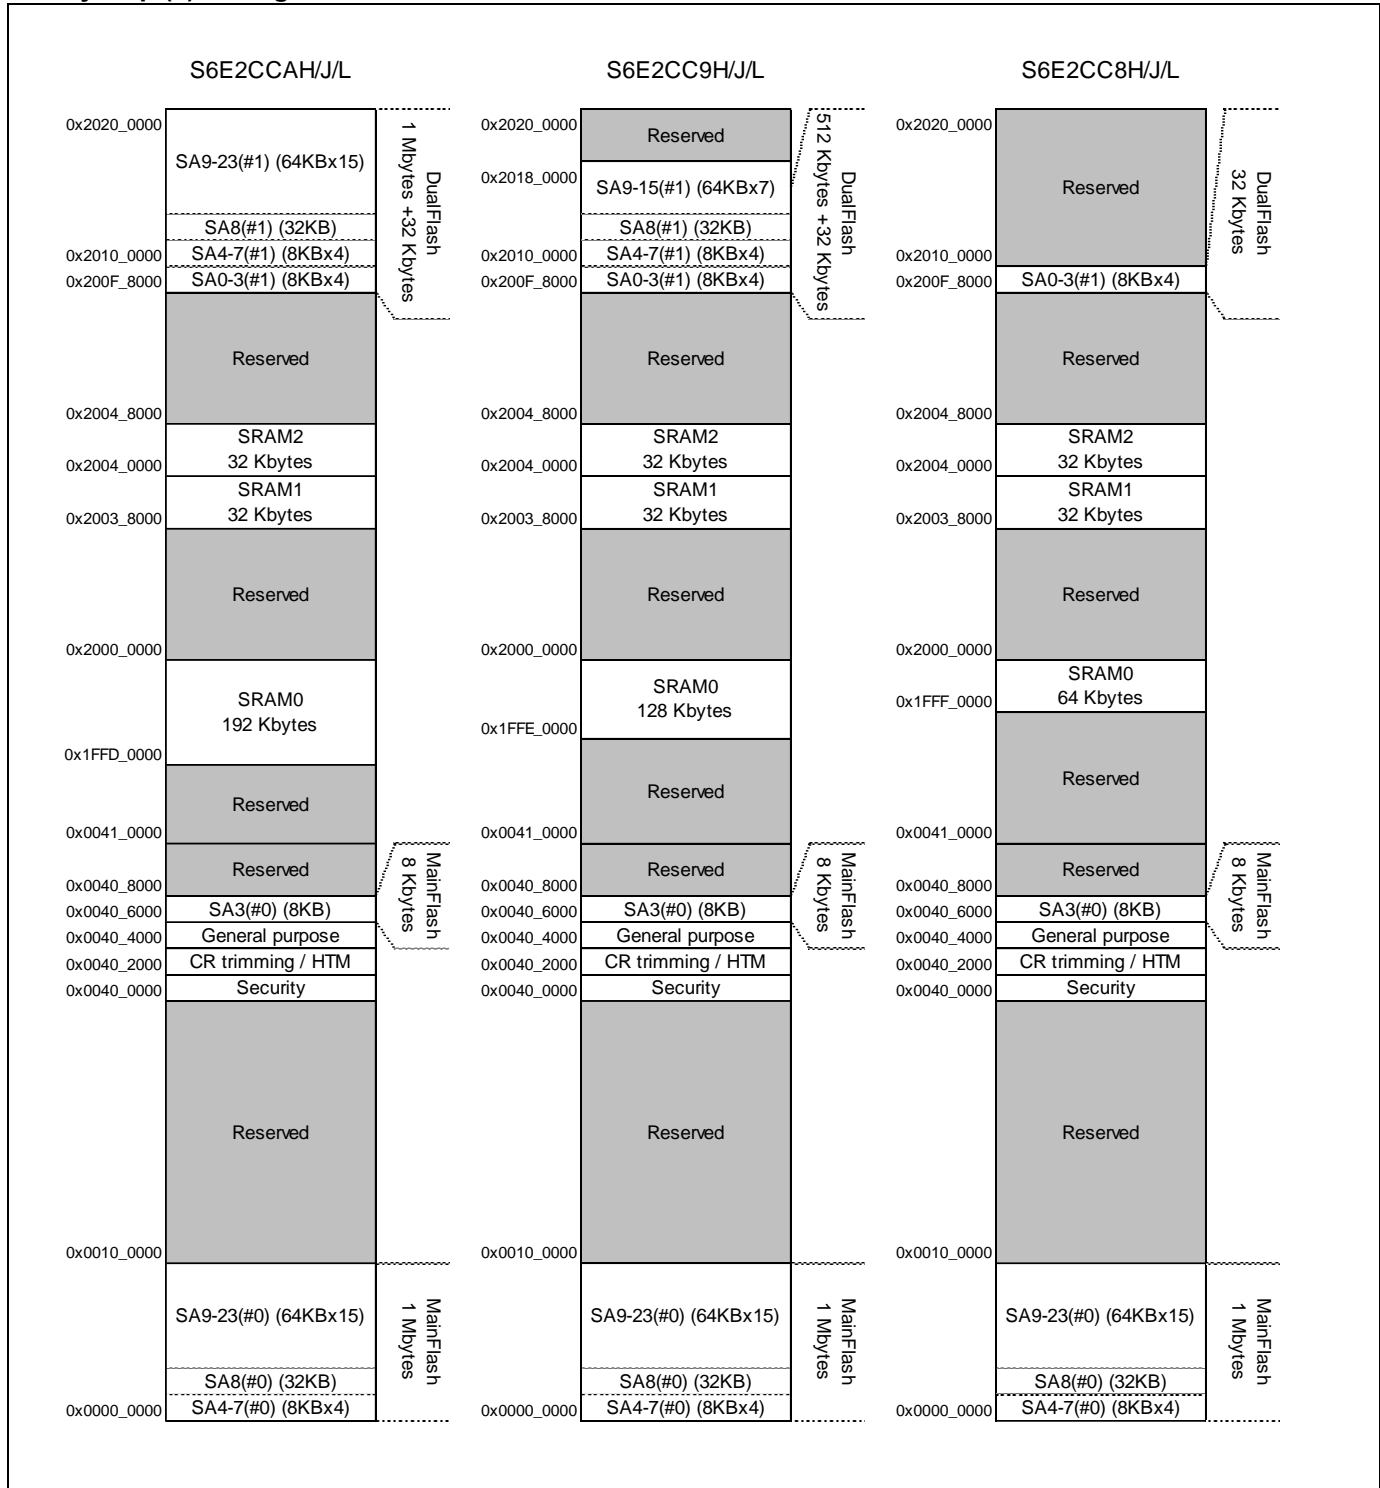 S6E2CCAH/J/L
0x2020_0000
SA9-23(#1) (64KBx15)
SA8(#1) (32KB)
0x2010_0000
SA4-7(#1) (8KBx4)
0x200F_8000
SA0-3(#1) (8KBx4)
DualFlash
1 Mbytes +32 Kbytes
Reserved
0x2004_8000
SRAM2
32 Kbytes
0x2004_0000
SRAM1
32 Kbytes
0x2003_8000
Reserved
0x2000_0000
SRAM0
192 Kbytes
0x1FFD_0000
Reserved
0x0041_0000
Reserved
0x0040_8000
SA3(#0) (8KB)
0x0040_6000
General purpose
0x0040_4000
CR trimming / HTM
0x0040_2000
Security
0x0040_0000
MainFlash
8 Kbytes
Reserved
0x0010_0000
SA9-23(#0) (64KBx15)
SA8(#0) (32KB)
SA4-7(#0) (8KBx4)
0x0000_0000
MainFlash
1 Mbytes
S6E2CC9H/J/L
0x2020_0000
Reserved
0x2018_0000
SA9-15(#1) (64KBx7)
SA8(#1) (32KB)
0x2010_0000
SA4-7(#1) (8KBx4)
0x200F_8000
SA0-3(#1) (8KBx4)
DualFlash
512 Kbytes +32 Kbytes
Reserved
0x2004_8000
SRAM2
32 Kbytes
0x2004_0000
SRAM1
32 Kbytes
0x2003_8000
Reserved
0x2000_0000
SRAM0
128 Kbytes
0x1FFE_0000
Reserved
0x0041_0000
Reserved
0x0040_8000
SA3(#0) (8KB)
0x0040_6000
General purpose
0x0040_4000
CR trimming / HTM
0x0040_2000
Security
0x0040_0000
MainFlash
8 Kbytes
Reserved
0x0010_0000
SA9-23(#0) (64KBx15)
SA8(#0) (32KB)
SA4-7(#0) (8KBx4)
0x0000_0000
MainFlash
1 Mbytes
S6E2CC8H/J/L
0x2020_0000
Reserved
0x2010_0000
0x200F_8000
SA0-3(#1) (8KBx4)
DualFlash
32 Kbytes
Reserved
0x2004_8000
SRAM2
32 Kbytes
0x2004_0000
SRAM1
32 Kbytes
0x2003_8000
Reserved
0x2000_0000
SRAM0
64 Kbytes
0x1FFF_0000
Reserved
0x0041_0000
Reserved
0x0040_8000
SA3(#0) (8KB)
0x0040_6000
General purpose
0x0040_4000
CR trimming / HTM
0x0040_2000
Security
0x0040_0000
MainFlash
8 Kbytes
Reserved
0x0010_0000
SA9-23(#0) (64KBx15)
SA8(#0) (32KB)
SA4-7(#0) (8KBx4)
0x0000_0000
MainFlash
1 Mbytes